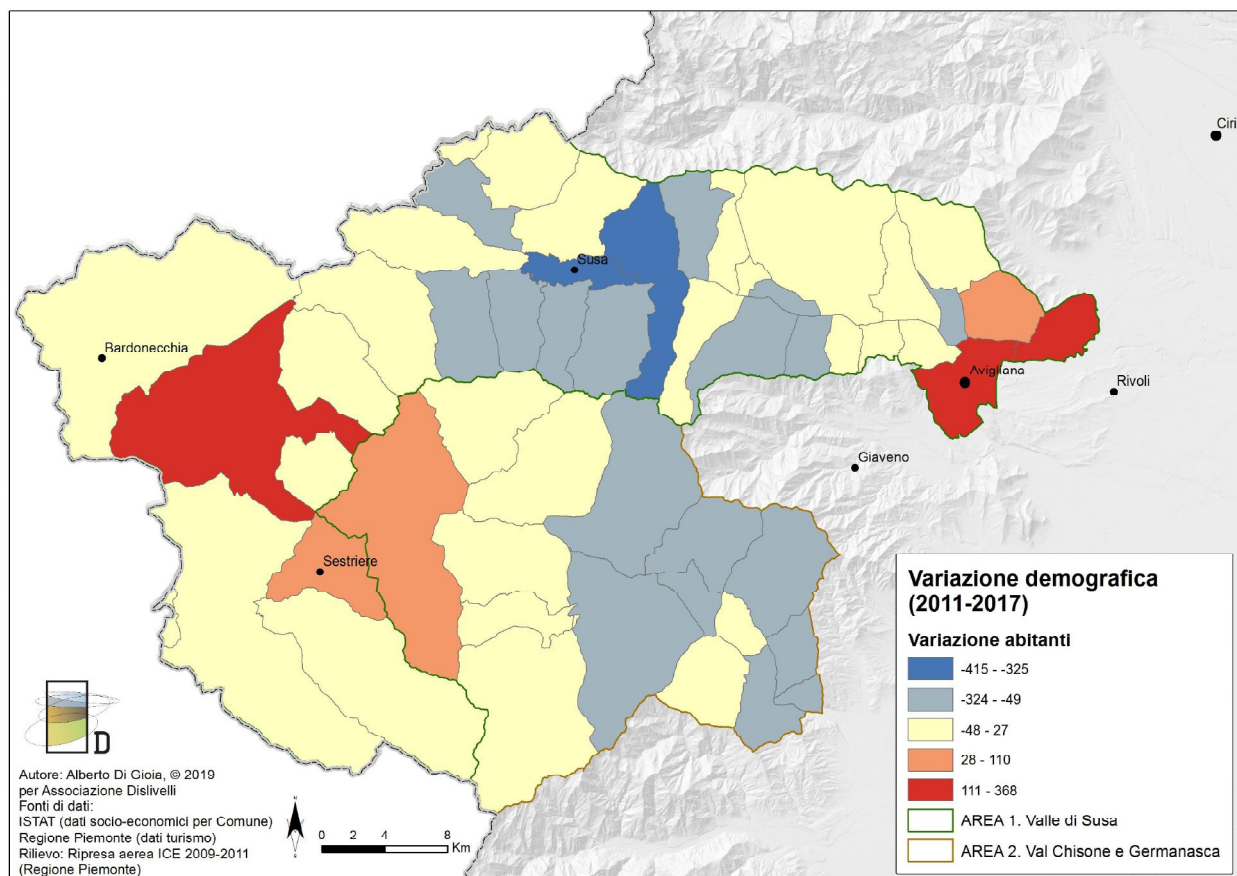 Ciri
Susa
Bardonecchia
Avigliana
Rivoli
Giaveno
Sestriere
Variazione demografica
(2011-2017)
Variazione abitanti
-415 - -325
-324 - -49
-48 - 27
28 - 110
111 - 368
AREA 1. Valle di Susa
AREA 2. Val Chisone e Germanasca
D
Autore: Alberto Di Gioia, © 2019
per Associazione Dislivelli
Fonti di dati:
ISTAT (dati socio-economici per Comune)
Regione Piemonte (dati turismo)
Rilievo: Ripresa aerea ICE 2009-2011
(Regione Piemonte)
0 2 4 8
Km